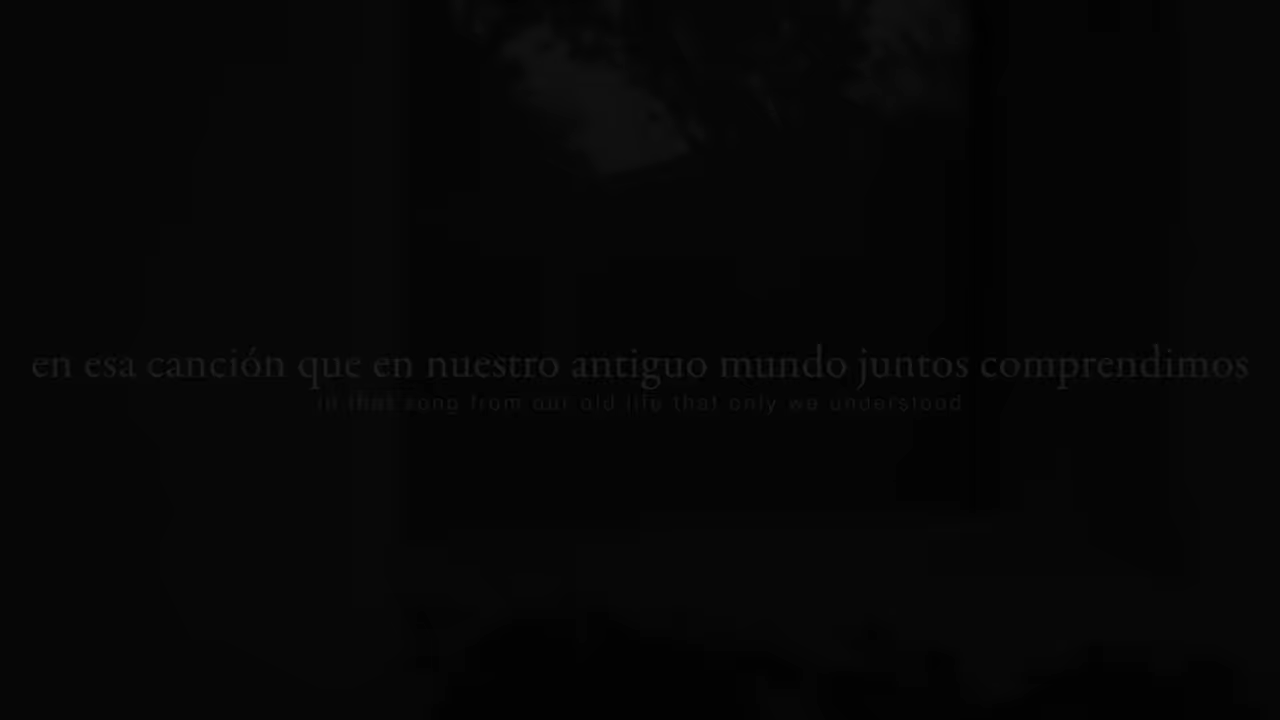 en esa canción que en nuestro antiguo mundo juntos comprendimos
in that song from our old life that only we understood